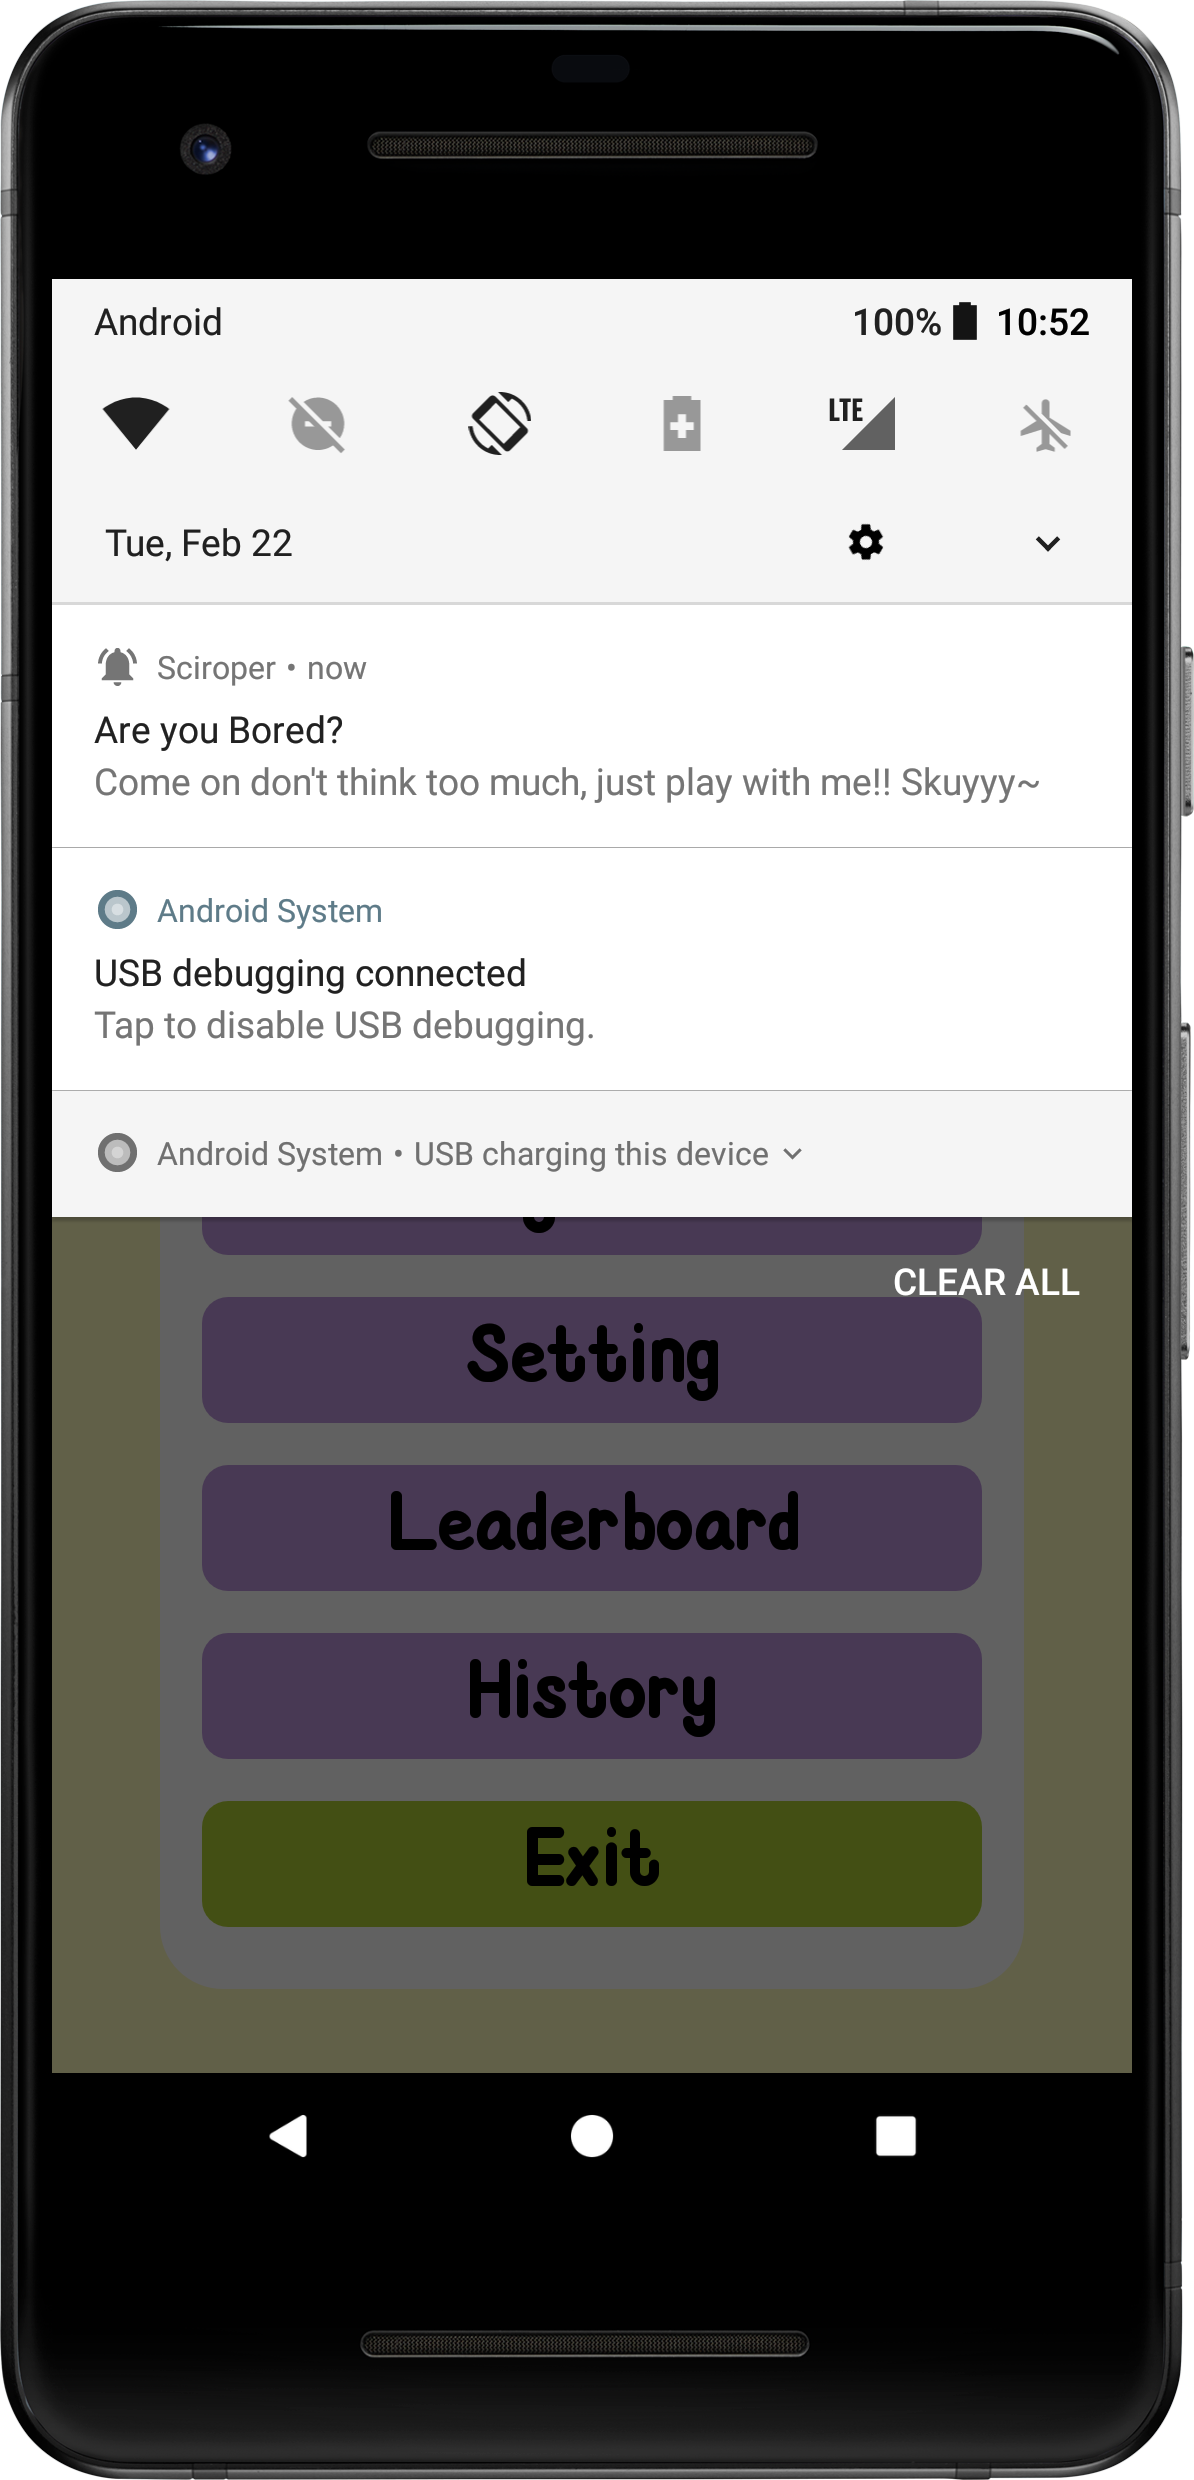 Android 100% 10:52
LTE
Tue, Feb 22
Sciroper • now
Are you Bored?
Come on don't think too much, just play with me!! Skuyyy~
Android System
USB debugging connected
Tap to disable USB debugging.
Android System • USB charging this device
CLEAR ALL
Setting
Leaderboard
History
Exit